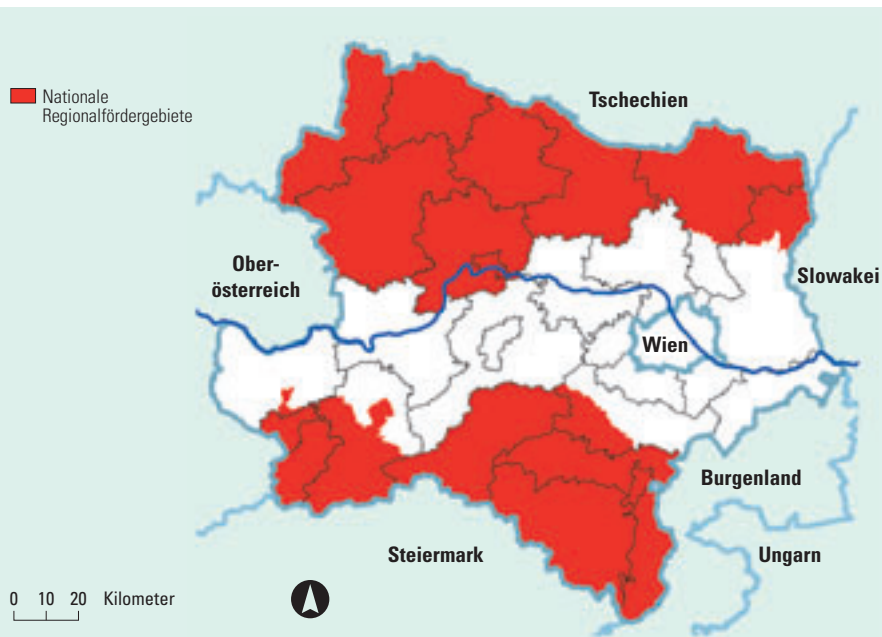 Nationale
Regionalfördergebiete
Tschechien
Ober-
österreich
Slowakei
Wien
Burgenland
Steiermark
Ungarn
0 10 20 Kilometer